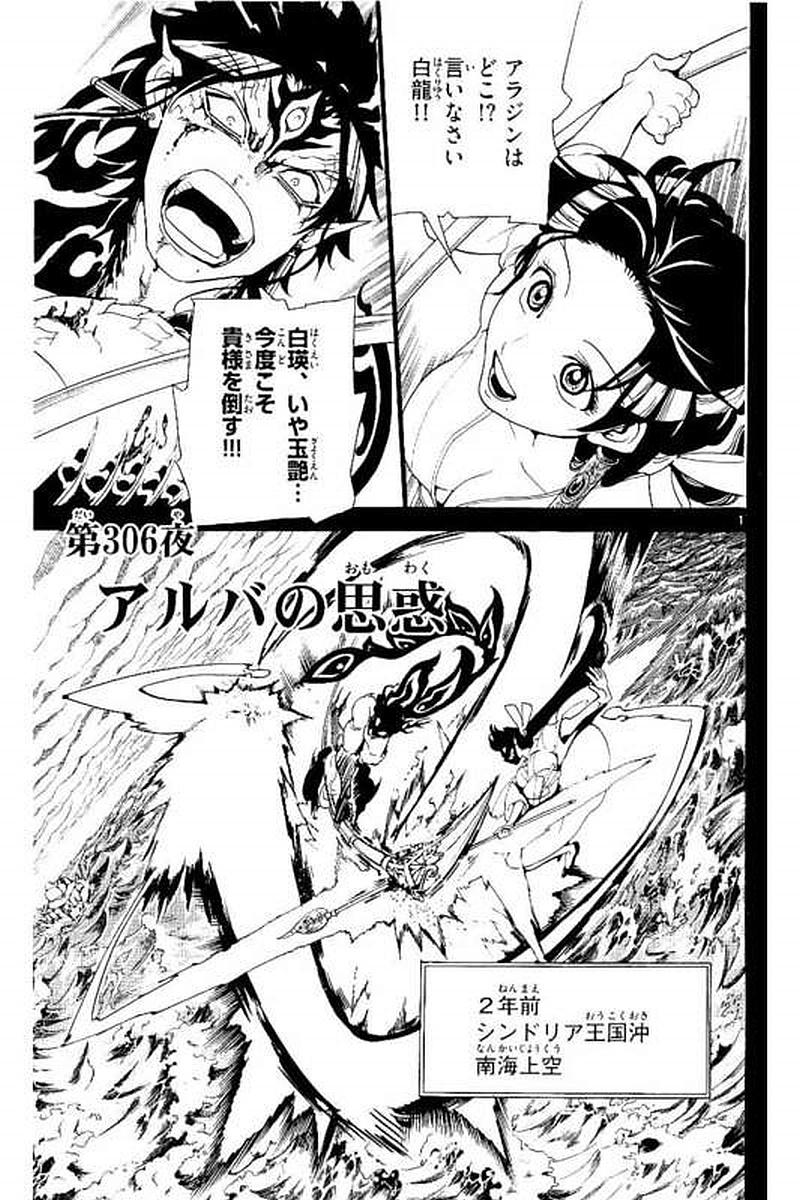 アラジンは
どこ!?
言いなさい
白龍!!
白瑛、いや玉艶…
今度こそ
貴様を倒す!!!
1
第306夜
アルバの思惑
2年前
シンドリア王国沖
南海上空